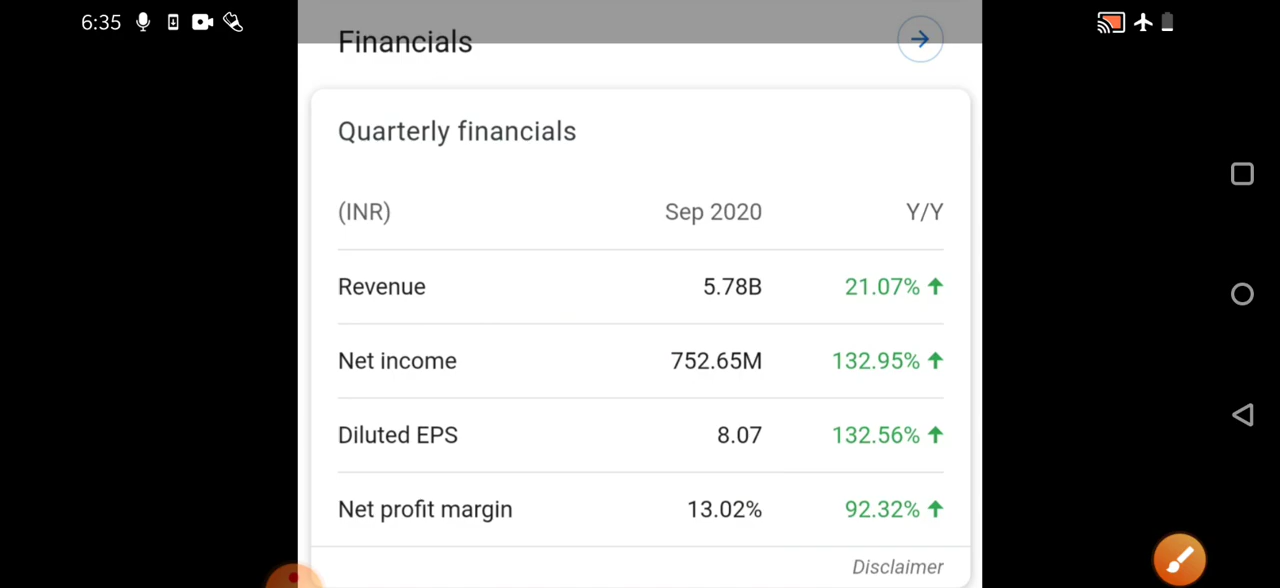 6:35
Financials
Quarterly financials
(INR) Sep 2020 Y/Y
Revenue 5.78B 21.07%
Net income 752.65M 132.95%
Diluted EPS 8.07 132.56%
Net profit margin 13.02% 92.32%
Disclaimer